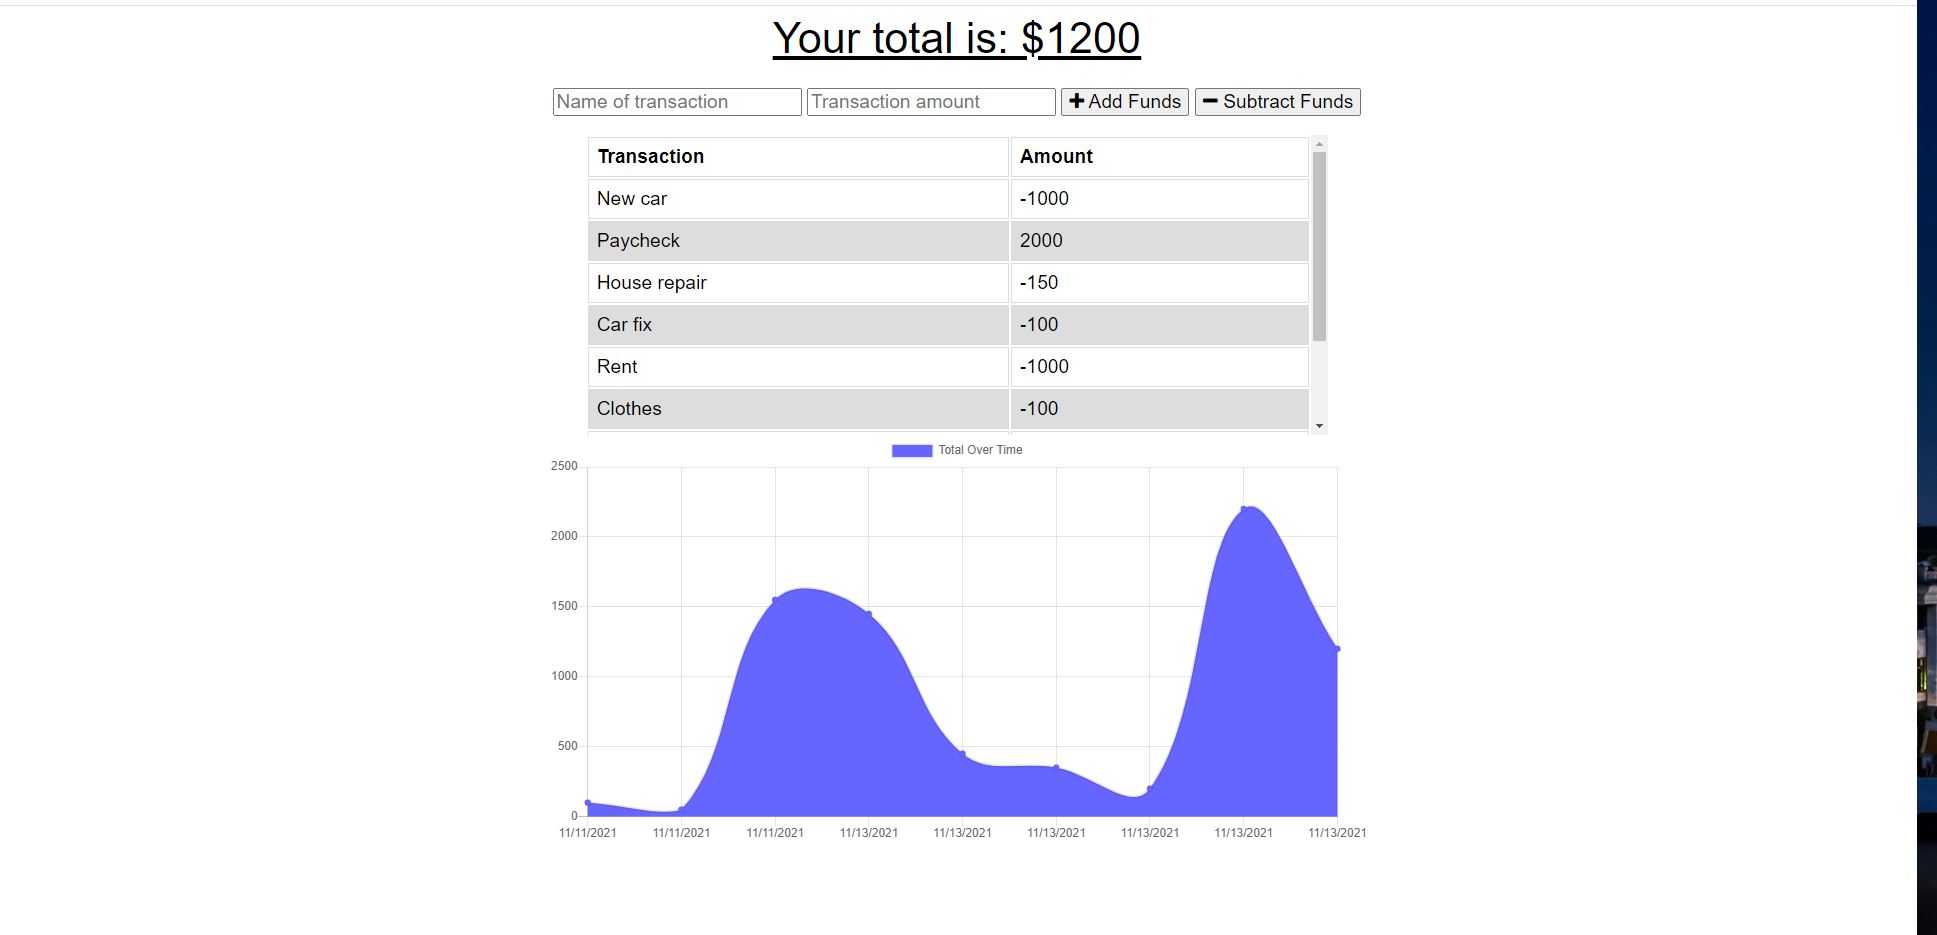 Your total is: $1200
Name of transaction Transaction amount Add Funds Subtract Funds
Transaction Amount
New car -1000
Paycheck 2000
House repair -150
Car fix -100
Rent -1000
Clothes -100
Total Over Time
2500
2000
1500
1000
500
0
11/11/2021 11/11/2021 11/11/2021 11/13/2021 11/13/2021 11/13/2021 11/13/2021 11/13/2021 11/13/2021